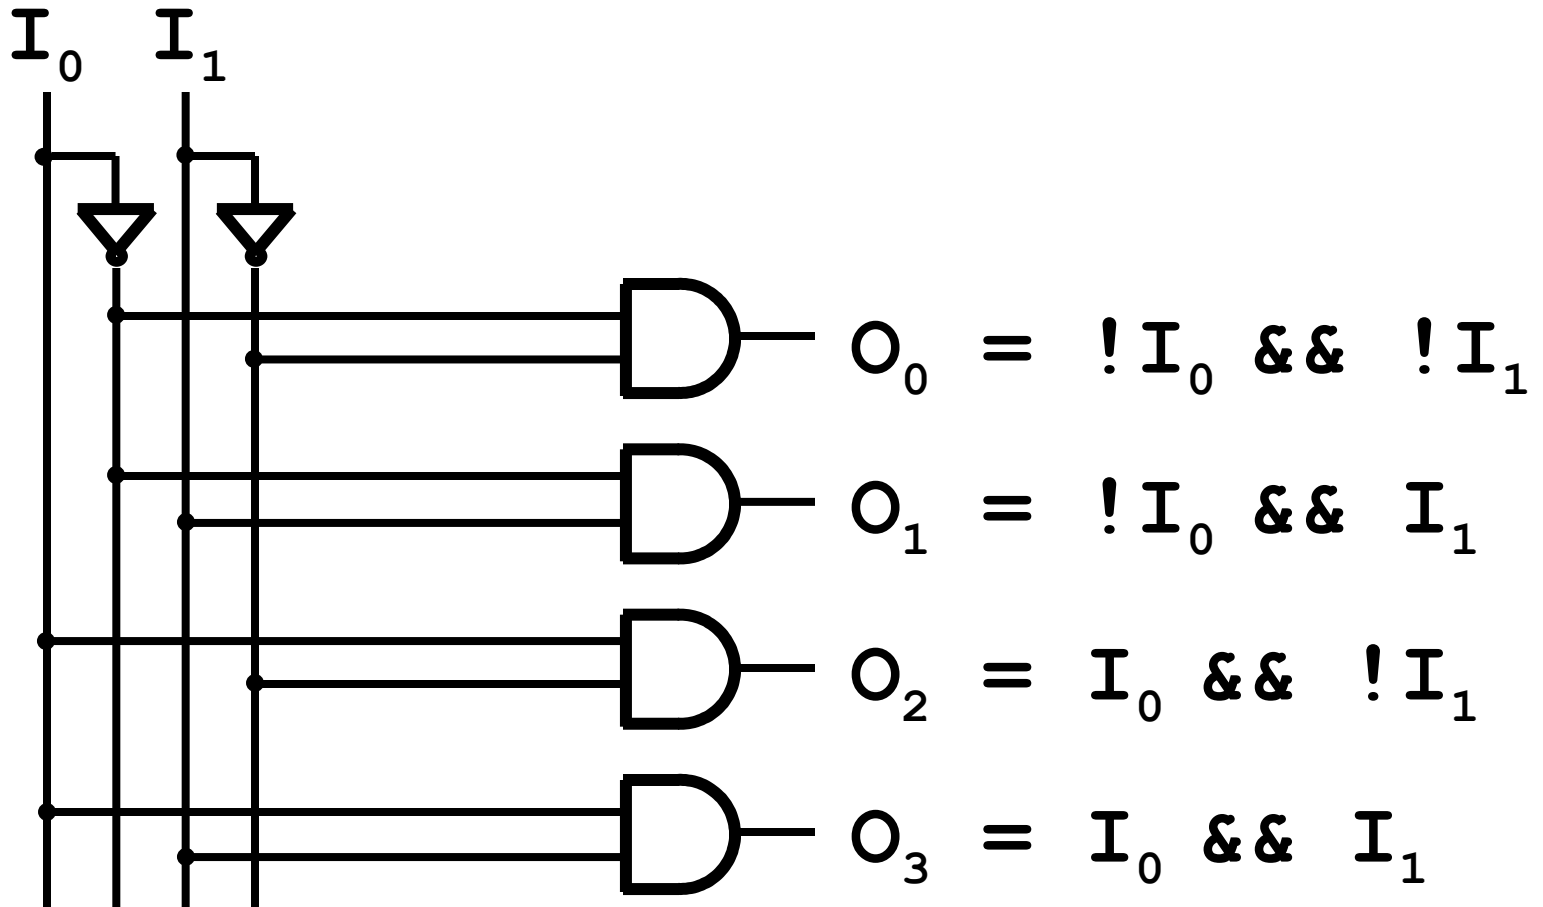 I₀ I₁
O₀ = !I₀ && !I₁
O₁ = !I₀ && I₁
O₂ = I₀ && !I₁
O₃ = I₀ && I₁